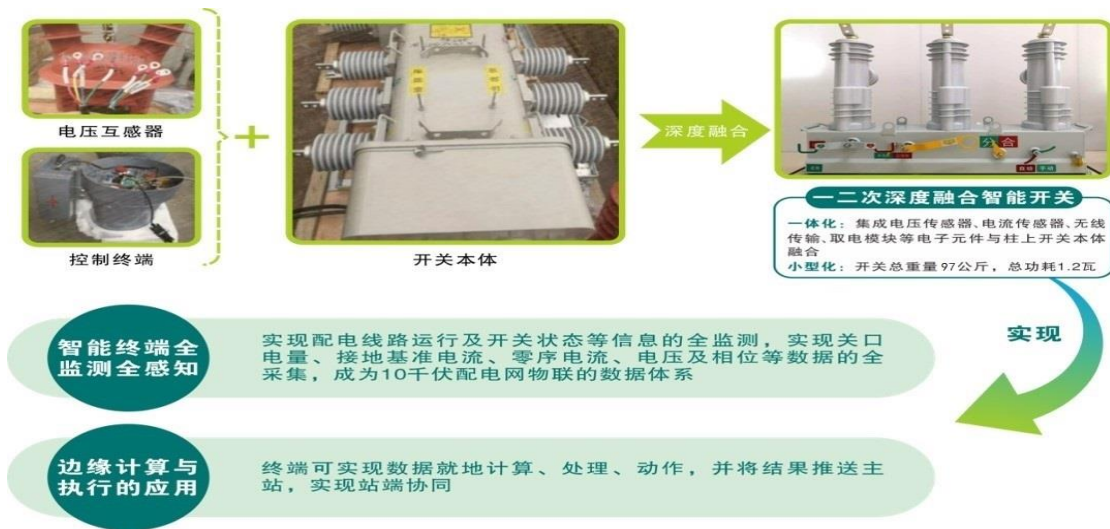 电压互感器
控制终端
开关本体
深度融合
分 合
一二次深度融合智能开关
一体化：集成电压传感器、电流传感器、无线
传输、取电模块等电子元件与柱上开关本体
融合
小型化：开关总重量97公斤，总功耗1.2瓦
实现
智能终端全
监测全感知
实现配电线路运行及开关状态等信息的全监测，实现关口
电量、接地基准电流、零序电流、电压及相位等数据的全
采集，成为10千伏配电网物联的数据体系
边缘计算与
执行的应用
终端可实现数据就地计算、处理、动作，并将结果推送主
站，实现站端协同